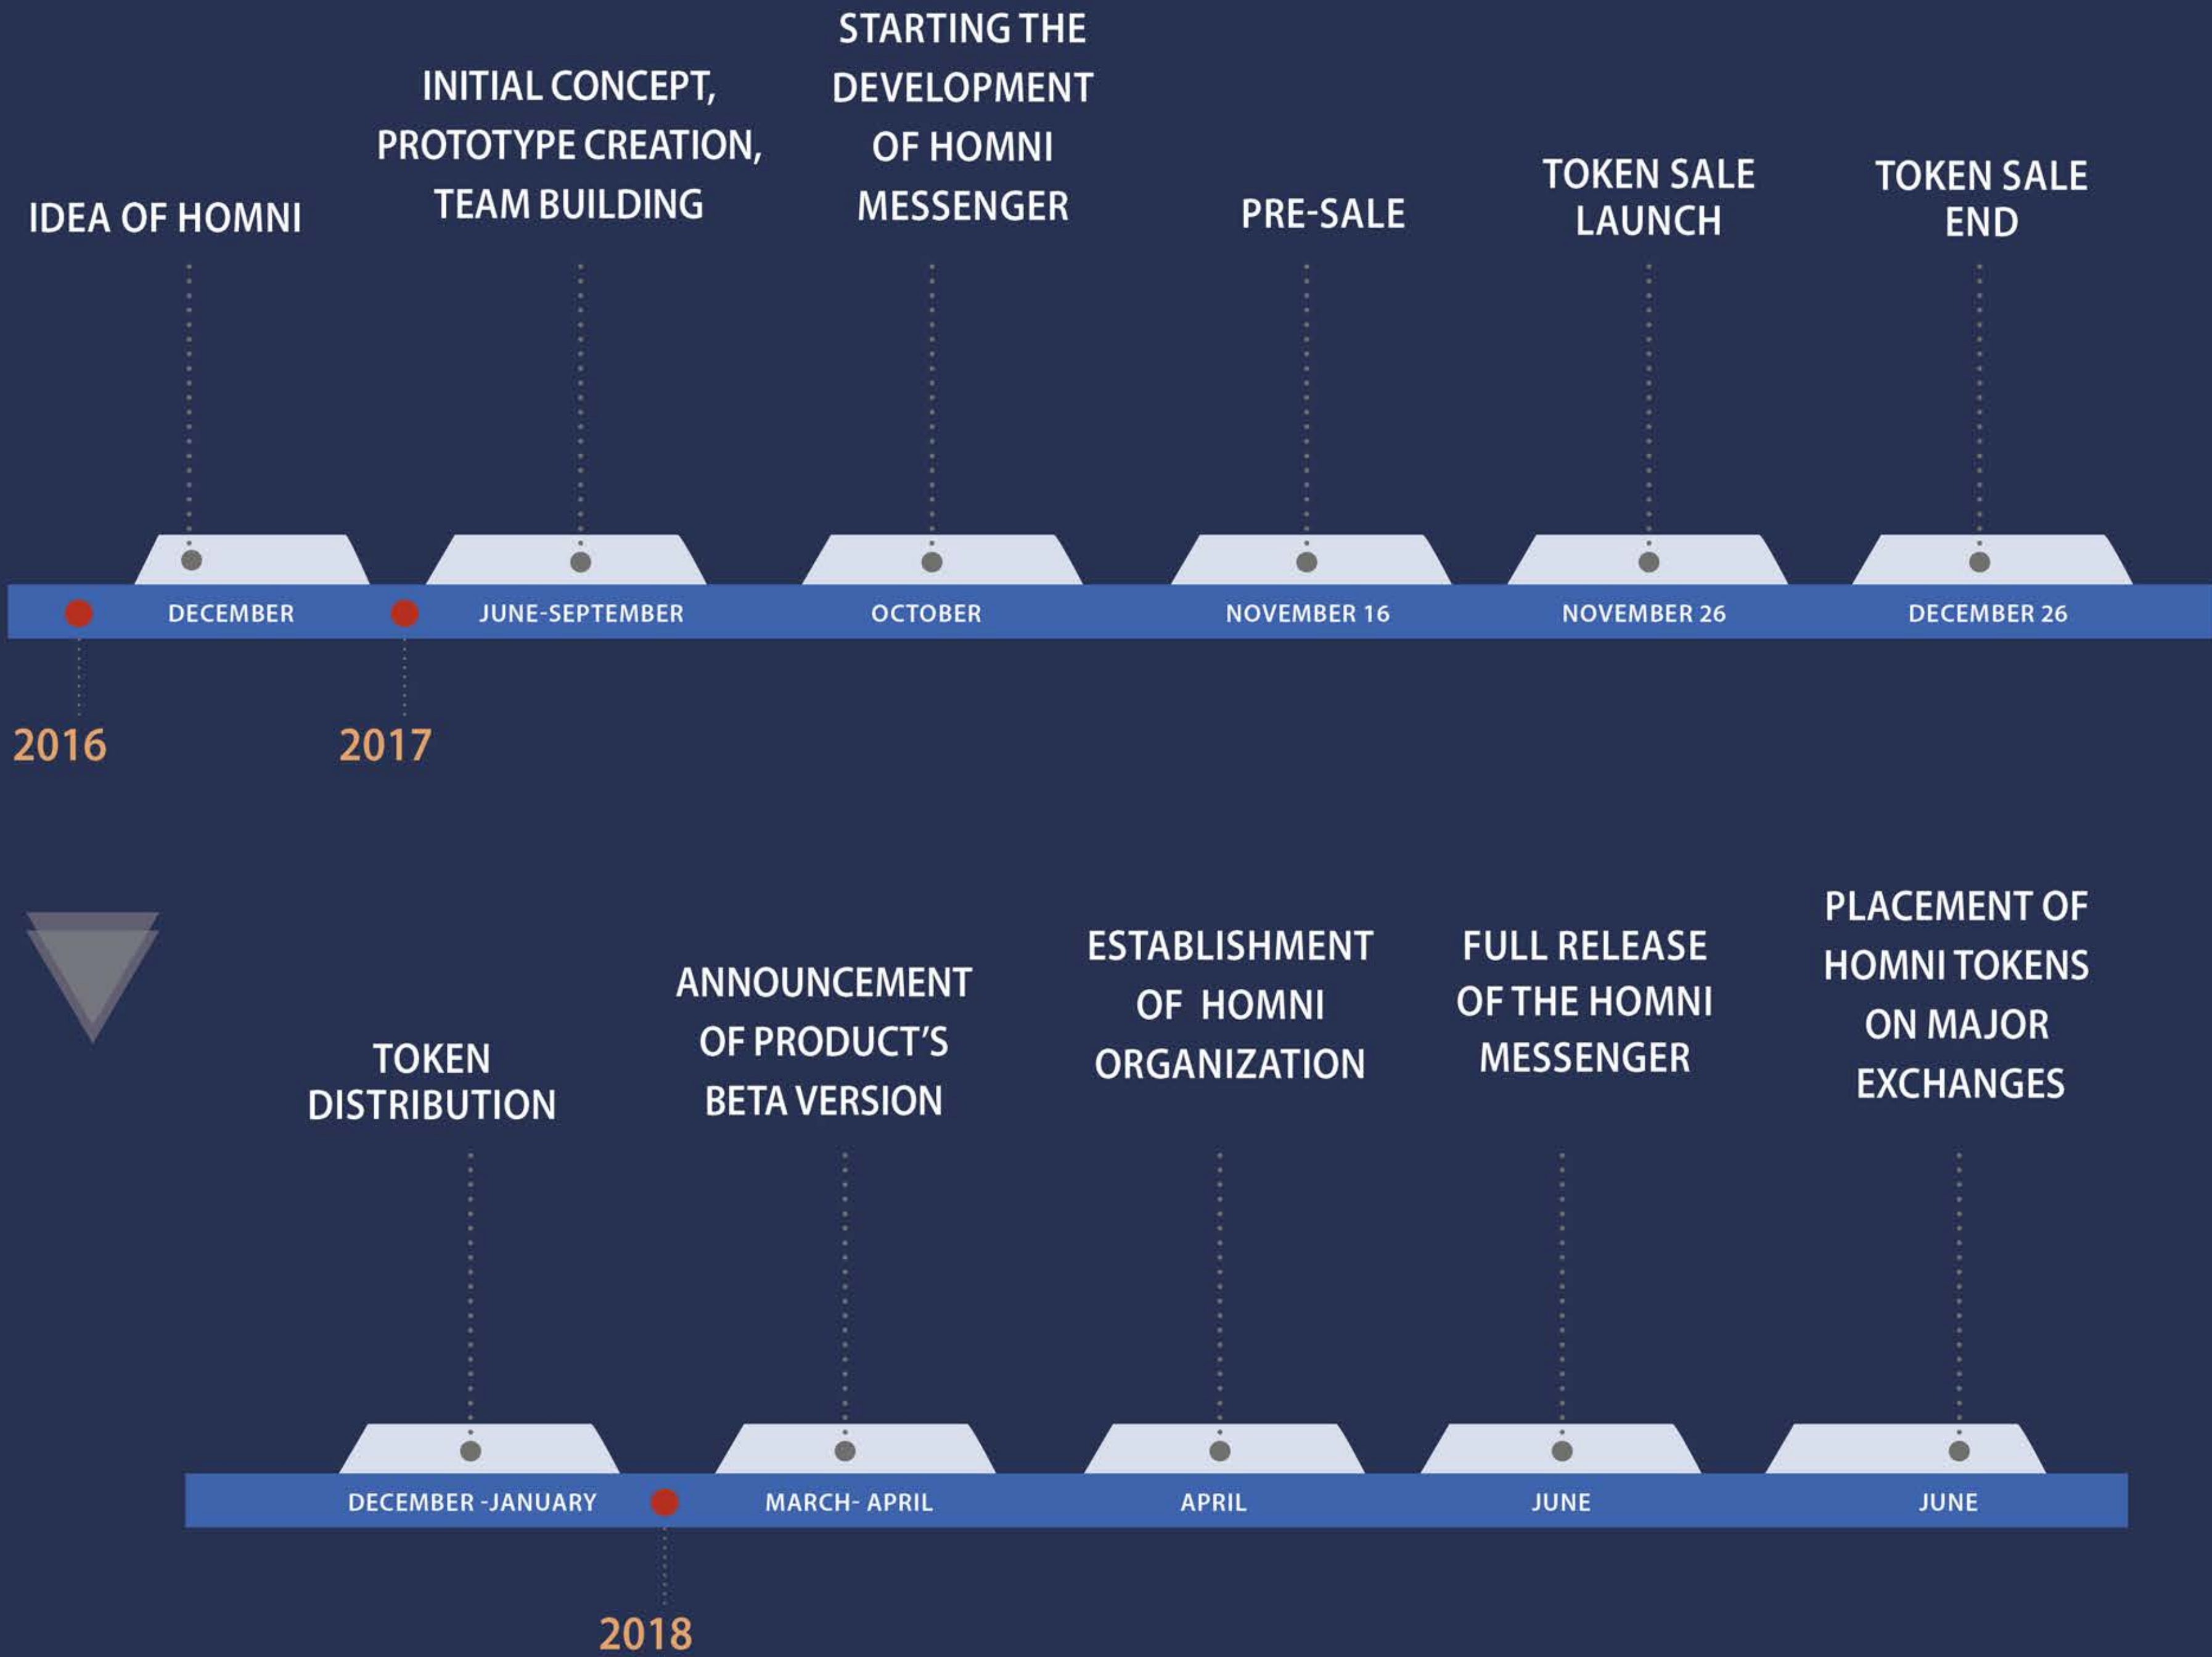 IDEA OF HOMNI
INITIAL CONCEPT,
PROTOTYPE CREATION,
TEAM BUILDING
STARTING THE
DEVELOPMENT
OF HOMNI
MESSENGER
PRE-SALE
TOKEN SALE
LAUNCH
TOKEN SALE
END
DECEMBER
JUNE-SEPTEMBER
OCTOBER
NOVEMBER 16
NOVEMBER 26
DECEMBER 26
2016
2017
TOKEN
DISTRIBUTION
ANNOUNCEMENT
OF PRODUCT'S
BETA VERSION
ESTABLISHMENT
OF HOMNI
ORGANIZATION
FULL RELEASE
OF THE HOMNI
MESSENGER
PLACEMENT OF
HOMNI TOKENS
ON MAJOR
EXCHANGES
DECEMBER -JANUARY
MARCH- APRIL
APRIL
JUNE
JUNE
2018